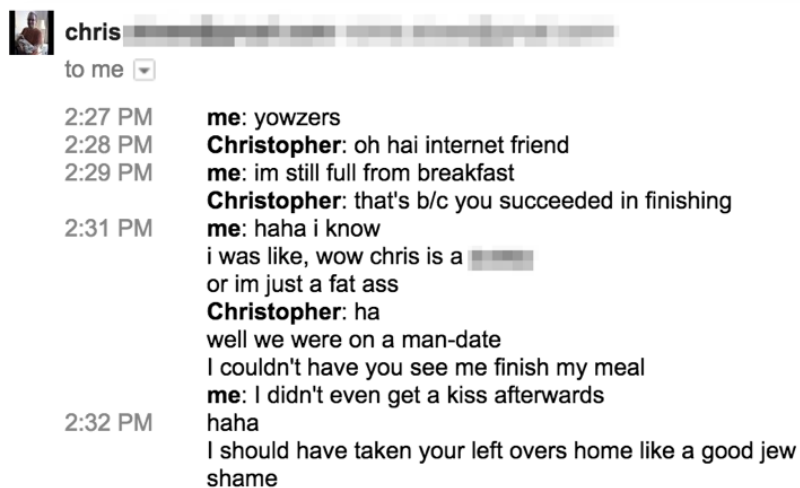 chris
to me
2:27 PM me: yowzers
2:28 PM Christopher: oh hai internet friend
2:29 PM me: im still full from breakfast
Christopher: that's b/c you succeeded in finishing
2:31 PM me: haha i know
i was like, wow chris is a
or im just a fat ass
Christopher: ha
well we were on a man-date
I couldn't have you see me finish my meal
me: I didn't even get a kiss afterwards
2:32 PM haha
I should have taken your left overs home like a good jew
shame